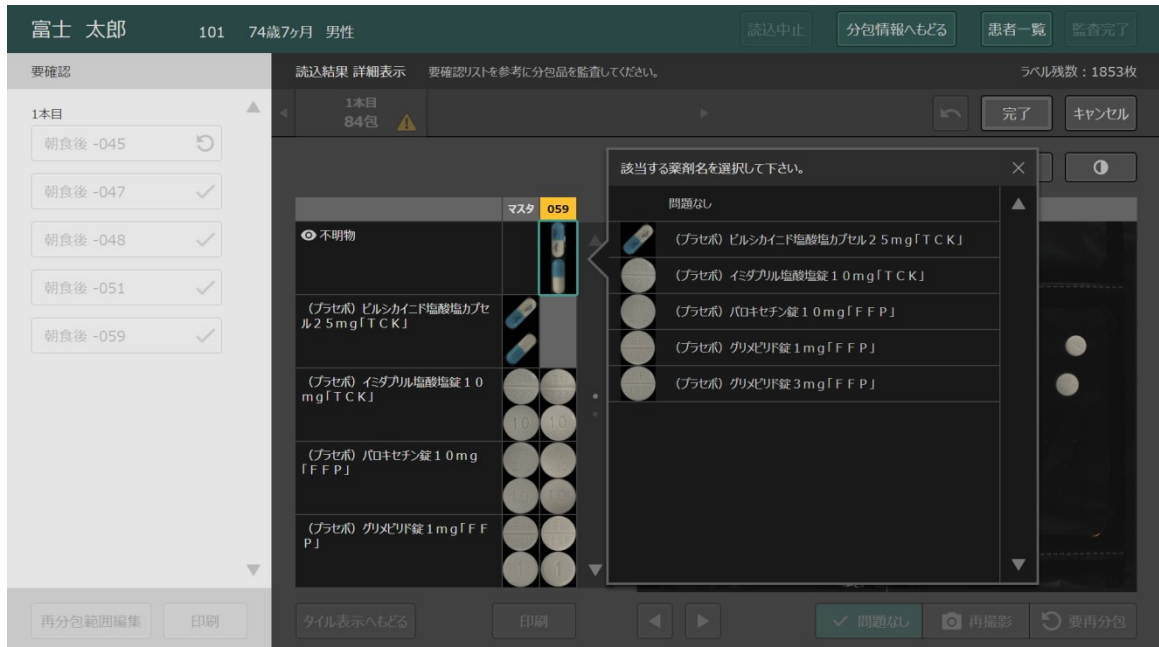 富士 太郎 101 74歳7ヶ月 男性 読込中止 分包情報へもどる 患者一覧 監査完了
要確認
読込結果 詳細表示 要確認リストを参考に分包品を監査してください。 ラベル残数：1853枚
1本目
朝食後 -045
朝食後 -047
朝食後 -048
朝食後 -051
朝食後 -059
再分包範囲編集 印刷
1本目
84包
完了 キャンセル
マスタ 059
不明物
（プラセボ）ピルシカイニド塩酸塩カプセ
ル２５ｍｇ「ＴＣＫ」
（プラセボ）イミダプリル塩酸塩錠１０
ｍｇ「ＴＣＫ」
（プラセボ）パロキセチン錠１０ｍｇ
「ＦＦＰ」
（プラセボ）グリメピリド錠１ｍｇ「ＦＦ
Ｐ」
該当する薬剤名を選択して下さい。
問題なし
（プラセボ）ピルシカイニド塩酸塩カプセル２５ｍｇ「ＴＣＫ」
（プラセボ）イミダプリル塩酸塩錠１０ｍｇ「ＴＣＫ」
（プラセボ）パロキセチン錠１０ｍｇ「ＦＦＰ」
（プラセボ）グリメピリド錠１ｍｇ「ＦＦＰ」
（プラセボ）グリメピリド錠３ｍｇ「ＦＦＰ」
タイル表示へもどる 印刷 問題なし 再撮影 要再分包